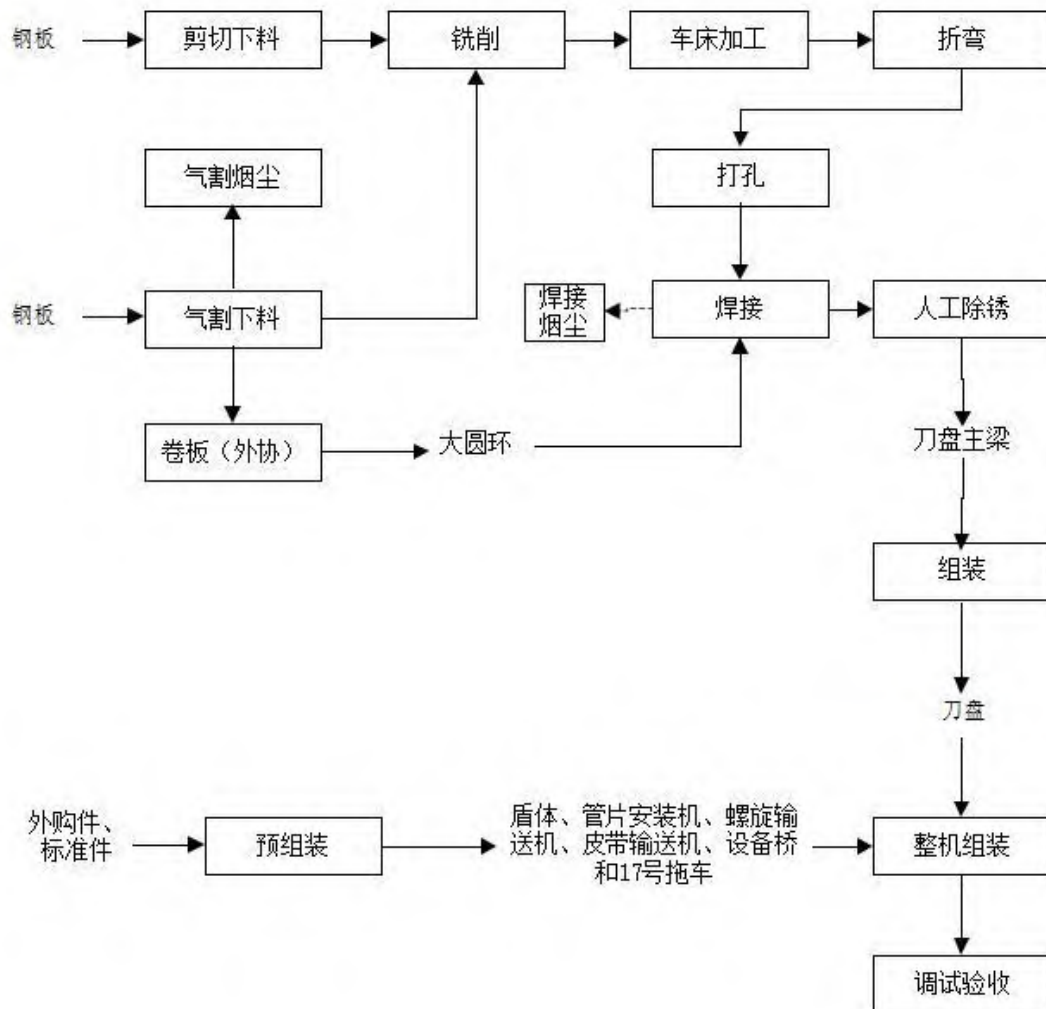 钢板
剪切下料
铣削
车床加工
折弯
气割烟尘
打孔
钢板
气割下料
焊接
烟尘
焊接
人工除锈
卷板（外协）
大圆环
刀盘主梁
组装
刀盘
外购件、
标准件
预组装
盾体、管片安装机、螺旋输
送机、皮带输送机、设备桥
和17号拖车
整机组装
调试验收